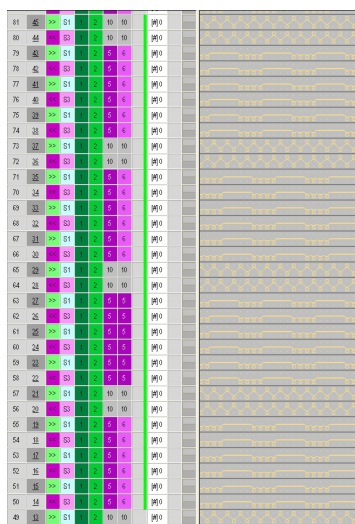 81 45 >> S1 1 2 10 10 |#|0
80 44 << S3 1 2 10 10 |#|0
79 43 >> S1 1 2 5 6 |#|0
78 42 << S3 1 2 5 6 |#|0
77 41 >> S1 1 2 5 6 |#|0
76 40 << S3 1 2 5 6 |#|0
75 39 >> S1 1 2 5 6 |#|0
74 38 << S3 1 2 5 6 |#|0
73 37 >> S1 1 2 10 10 |#|0
72 36 << S3 1 2 10 10 |#|0
71 35 >> S1 1 2 5 6 |#|0
70 34 << S3 1 2 5 6 |#|0
69 33 >> S1 1 2 5 6 |#|0
68 32 << S3 1 2 5 6 |#|0
67 31 >> S1 1 2 5 6 |#|0
66 30 << S3 1 2 5 6 |#|0
65 29 >> S1 1 2 10 10 |#|0
64 28 << S3 1 2 10 10 |#|0
63 27 >> S1 1 2 5 5 |#|0
62 26 << S3 1 2 5 5 |#|0
61 25 >> S1 1 2 5 5 |#|0
60 24 << S3 1 2 5 5 |#|0
59 23 >> S1 1 2 5 5 |#|0
58 22 << S3 1 2 5 5 |#|0
57 21 >> S1 1 2 10 10 |#|0
56 20 << S3 1 2 10 10 |#|0
55 19 >> S1 1 2 5 6 |#|0
54 18 << S3 1 2 5 6 |#|0
53 17 >> S1 1 2 5 6 |#|0
52 16 << S3 1 2 5 6 |#|0
51 15 >> S1 1 2 5 6 |#|0
50 14 << S3 1 2 5 6 |#|0
49 13 >> S1 1 2 10 10 |#|0